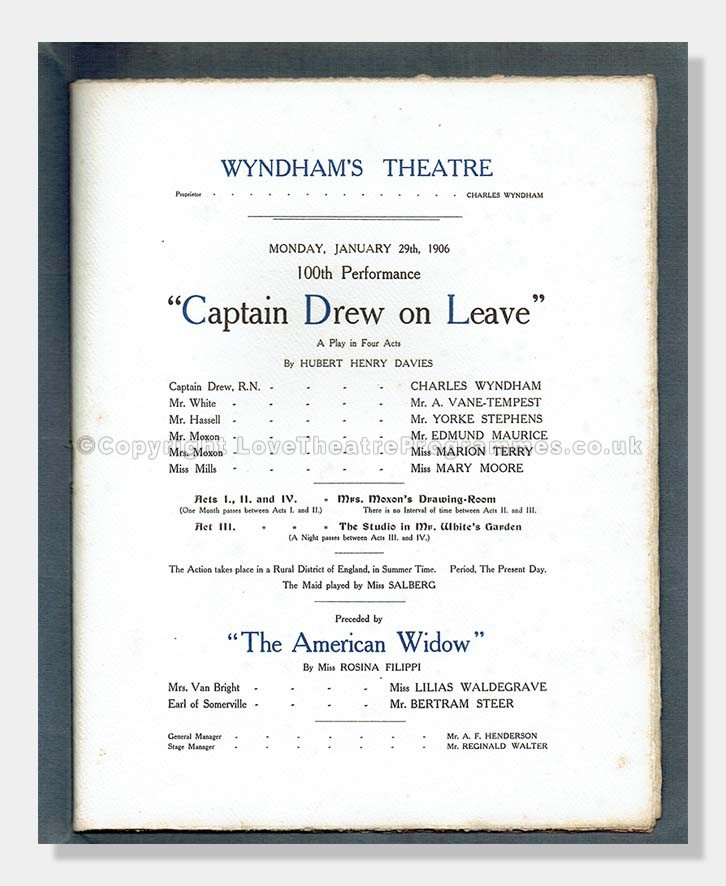 WYNDHAM'S THEATRE
Proprietor - - - - - - - - - - - - - - CHARLES WYNDHAM
MONDAY, JANUARY 29th, 1906
100th Performance
"Captain Drew on Leave"
A Play in Four Acts
By HUBERT HENRY DAVIES
Captain Drew, R.N. - - - - CHARLES WYNDHAM
Mr. White - - - - - Mr. A. VANE-TEMPEST
Mr. Hassell - - - - - Mr. YORKE STEPHENS
Mr. Moxon - - - - - Mr. EDMUND MAURICE
©Copyright LoveTheatreProgrammes.co.uk
Mrs. Moxon - - - - - Miss MARION TERRY
Miss Mills - - - - - Miss MARY MOORE
Acts I., II. and IV. - Mrs. Moxon's Drawing-Room
(One Month passes between Acts I. and II.) There is no Interval of time between Acts II. and III.
Act III. - - - The Studio in Mr. White's Garden
(A Night passes between Acts III. and IV.)
The Action takes place in a Rural District of England, in Summer Time. Period, The Present Day.
The Maid played by Miss SALBERG
Preceded by
"The American Widow"
By Miss ROSINA FILIPPI
Mrs. Van Bright - - - - Miss LILIAS WALDEGRAVE
Earl of Somerville - - - - Mr. BERTRAM STEER
General Manager - - - - - - - Mr. A. F. HENDERSON
Stage Manager - - - - - - - Mr. REGINALD WALTER